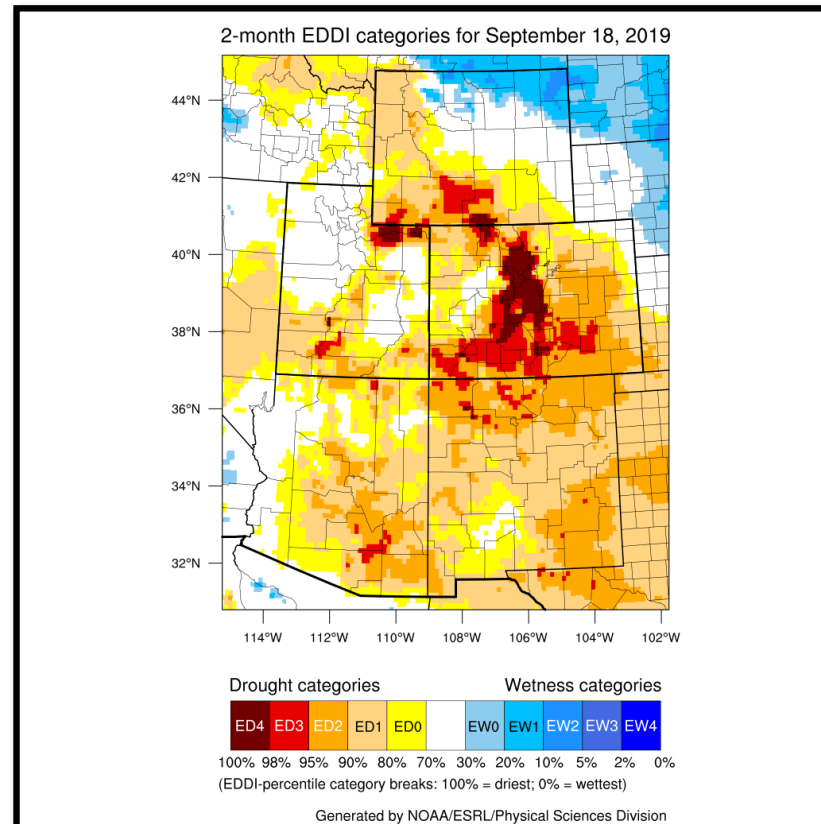 2-month EDDI categories for September 18, 2019
44°N
42°N
40°N
38°N
36°N
34°N
32°N
114°W 112°W 110°W 108°W 106°W 104°W 102°W
Drought categories Wetness categories
ED4 ED3 ED2 ED1 ED0 EW0 EW1 EW2 EW3 EW4
100% 98% 95% 90% 80% 70% 30% 20% 10% 5% 2% 0%
(EDDI-percentile category breaks: 100% = driest; 0% = wettest)
Generated by NOAA/ESRL/Physical Sciences Division